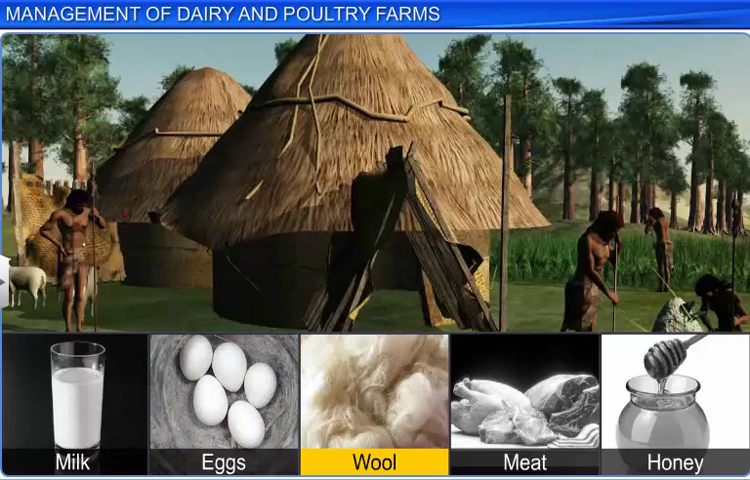 MANAGEMENT OF DAIRY AND POULTRY FARMS
Milk
Eggs
Wool
Meat
Honey